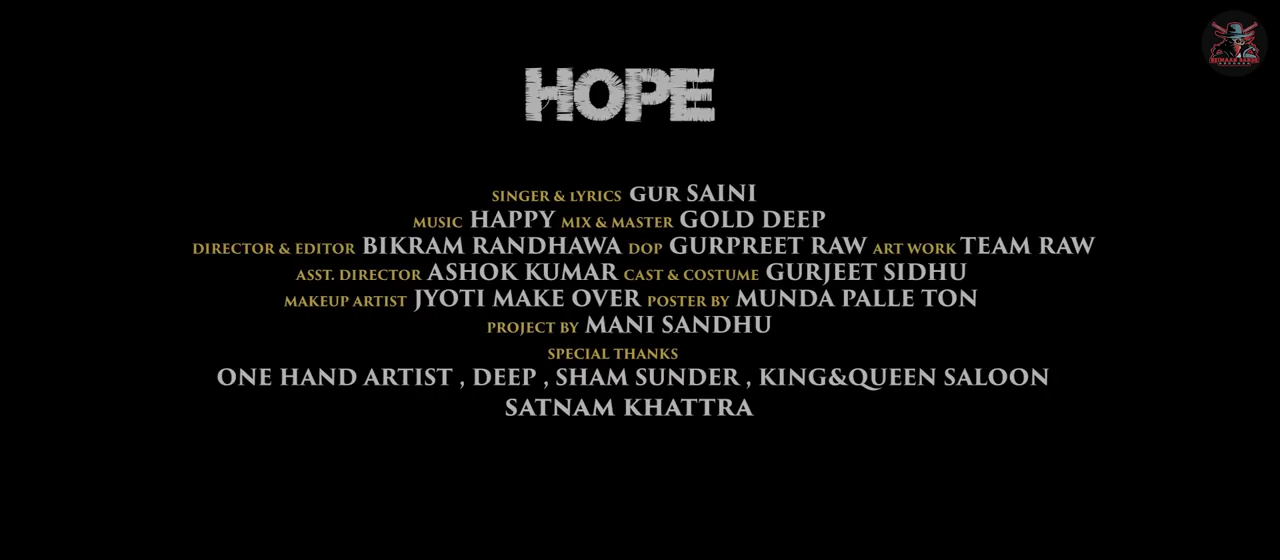 HOPE
SINGER & LYRICS GUR SAINI
MUSIC HAPPY MIX & MASTER GOLD DEEP
DIRECTOR & EDITOR BIKRAM RANDHAWA DOP GURPREET RAW ART WORK TEAM RAW
ASST. DIRECTOR ASHOK KUMAR CAST & COSTUME GURJEET SIDHU
MAKEUP ARTIST JYOTI MAKE OVER POSTER BY MUNDA PALLE TON
PROJECT BY MANI SANDHU
SPECIAL THANKS
ONE HAND ARTIST , DEEP , SHAM SUNDER , KING&QUEEN SALOON
SATNAM KHATTRA